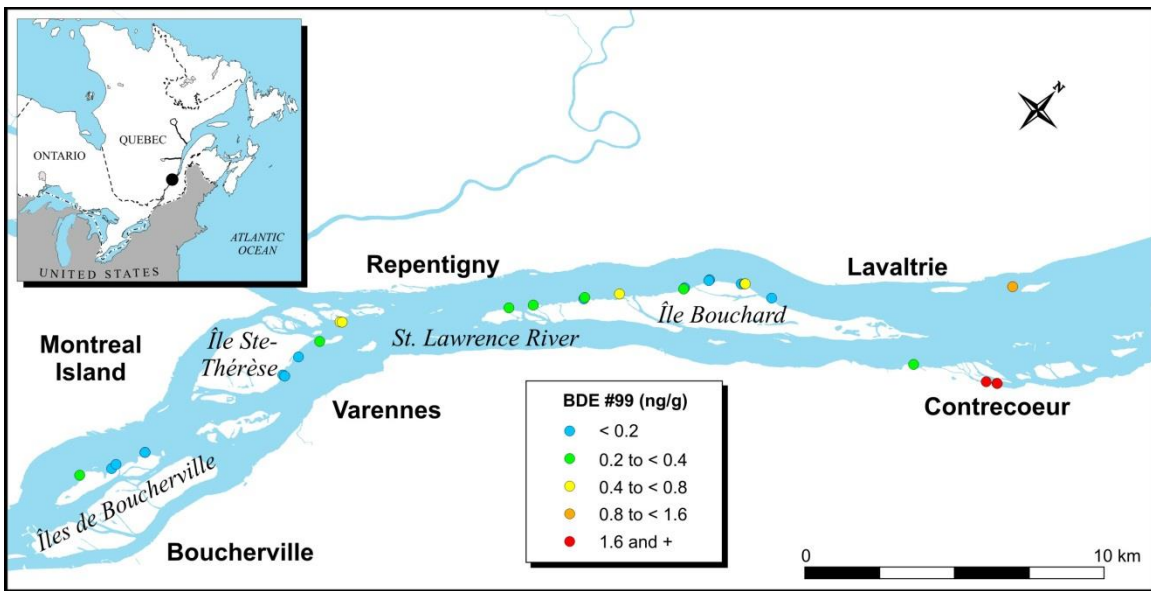 QUEBEC
ONTARIO
ATLANTIC
OCEAN
UNITED STATES
N
Repentigny
Lavaltrie
Île Bouchard
Île Ste-
Thérèse
St. Lawrence River
Montreal
Island
Varennes
Contrecoeur
Îles de Boucherville
Boucherville
BDE #99 (ng/g)
< 0.2
0.2 to < 0.4
0.4 to < 0.8
0.8 to < 1.6
1.6 and +
0
10 km